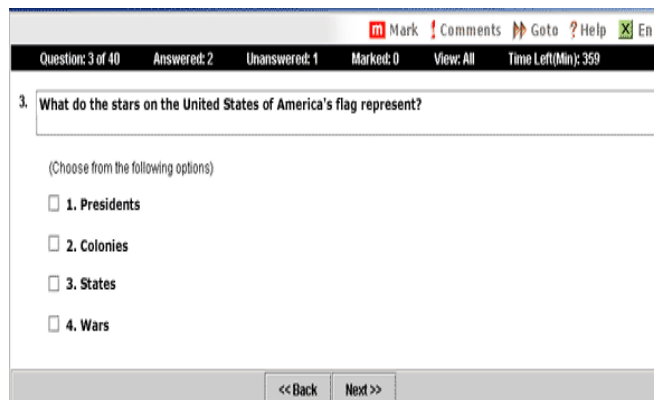 m Mark ! Comments Goto ? Help X En
Question: 3 of 40 Answered: 2 Unanswered: 1 Marked: 0 View: All Time Left(Min): 359
3. What do the stars on the United States of America's flag represent?
(Choose from the following options)
1. Presidents
2. Colonies
3. States
4. Wars
<< Back Next >>